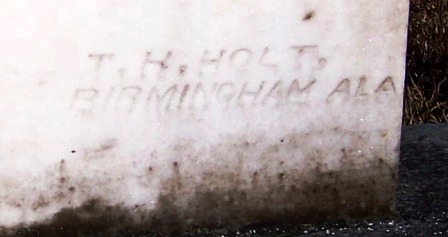 T. H. HOLT,
BIRMINGHAM ALA